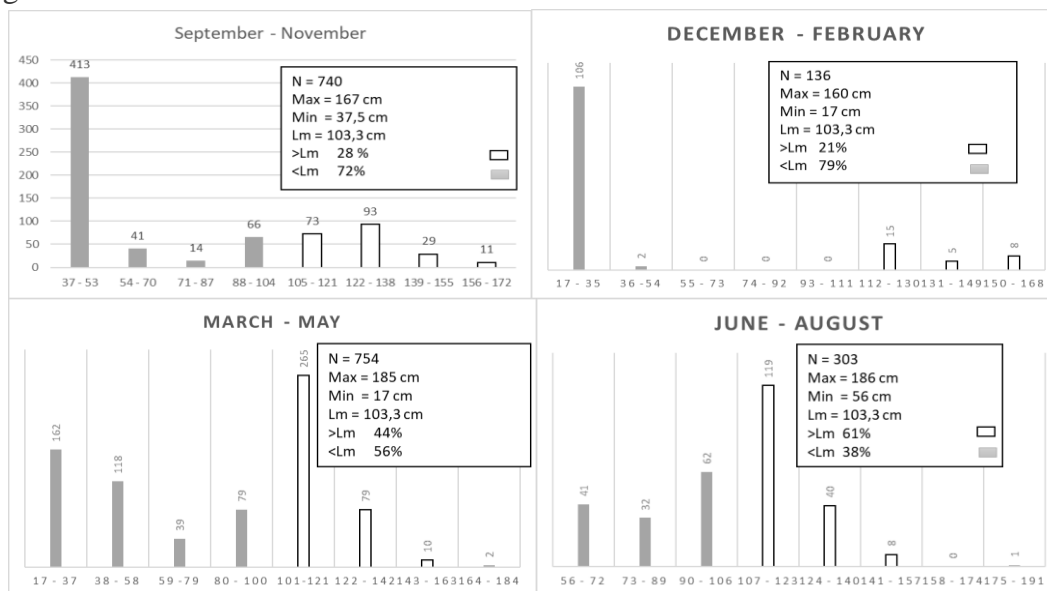 September - November
450
400
350
300
250
200
150
100
50
0
413
41
14
66
73
93
29
11
37 - 53 54 - 70 71 - 87 88 - 104 105 - 121 122 - 138 139 - 155 156 - 172
N = 740
Max = 167 cm
Min = 37,5 cm
Lm = 103,3 cm
>Lm 28 %
<Lm 72%
DECEMBER - FEBRUARY
106
2
0
0
0
15
5
8
17 - 35 36 - 54 55 - 73 74 - 92 93 - 111 112 - 130 131 - 149 150 - 168
N = 136
Max = 160 cm
Min = 17 cm
Lm = 103,3 cm
>Lm 21%
<Lm 79%
MARCH - MAY
162
118
39
79
265
79
10
2
17 - 37 38 - 58 59 -79 80 - 100 101 -121 122 - 142 143 - 163 164 - 184
N = 754
Max = 185 cm
Min = 17 cm
Lm = 103,3 cm
>Lm 44%
<Lm 56%
JUNE - AUGUST
41
32
62
119
40
8
0
1
56 - 72 73 - 89 90 - 106 107 - 123 124 - 140 141 - 157 158 - 174 175 - 191
N = 303
Max = 186 cm
Min = 56 cm
Lm = 103,3 cm
>Lm 61%
<Lm 38%